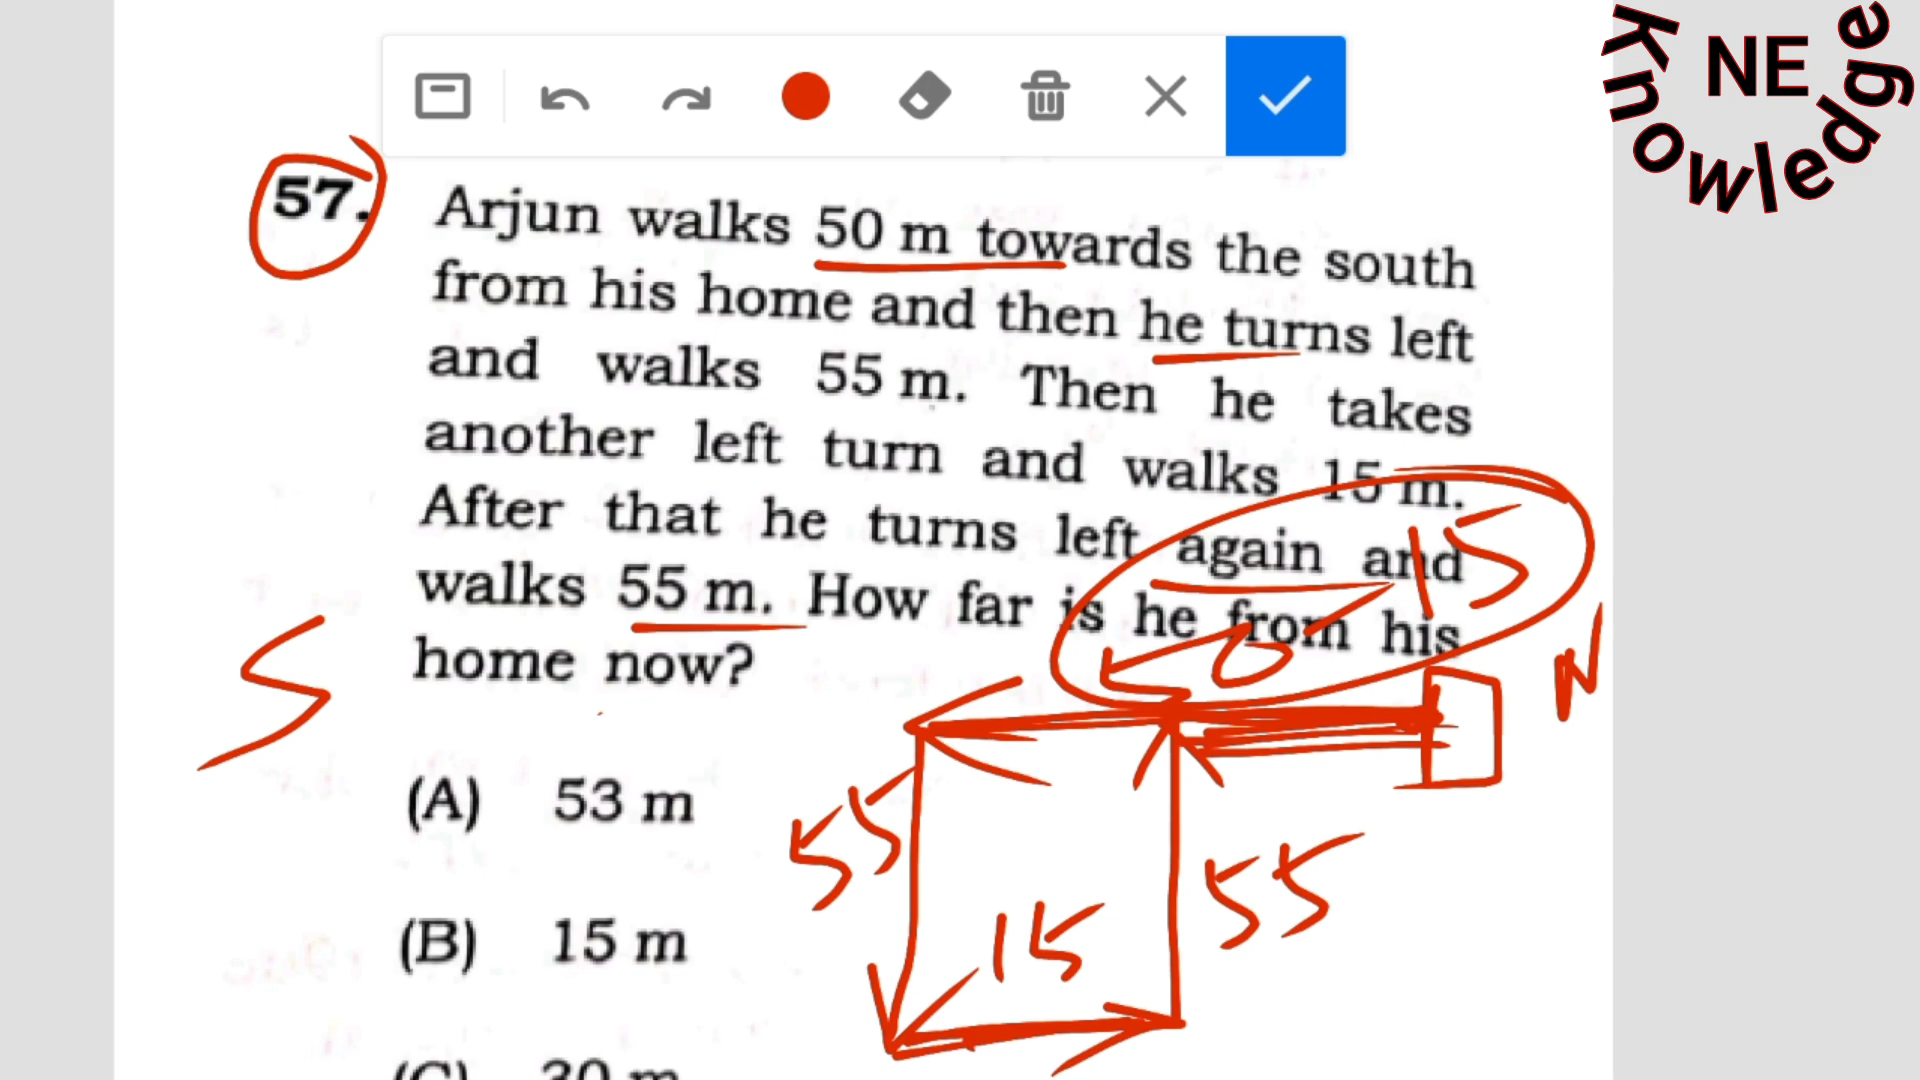 NE
Knowledge
57. Arjun walks 50 m towards the south
from his home and then he turns left
and walks 55 m. Then he takes
another left turn and walks 15 m.
After that he turns left again and
walks 55 m. How far is he from his
home now?
(A) 53 m
(B) 15 m
(C) 30 m
S
50
-15
N
55
55
15